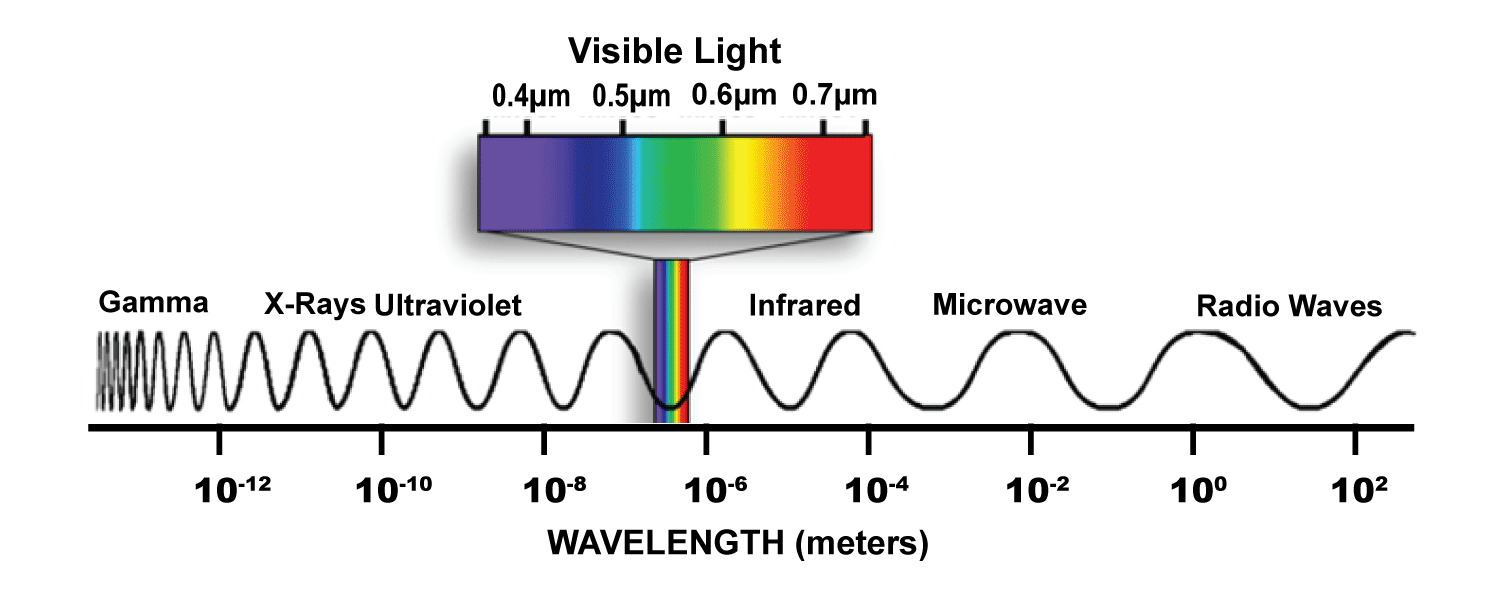 Visible Light
0.4µm 0.5µm 0.6µm 0.7µm
Gamma X-Rays Ultraviolet Infrared Microwave Radio Waves
10⁻¹² 10⁻¹⁰ 10⁻⁸ 10⁻⁶ 10⁻⁴ 10⁻² 10⁰ 10²
WAVELENGTH (meters)